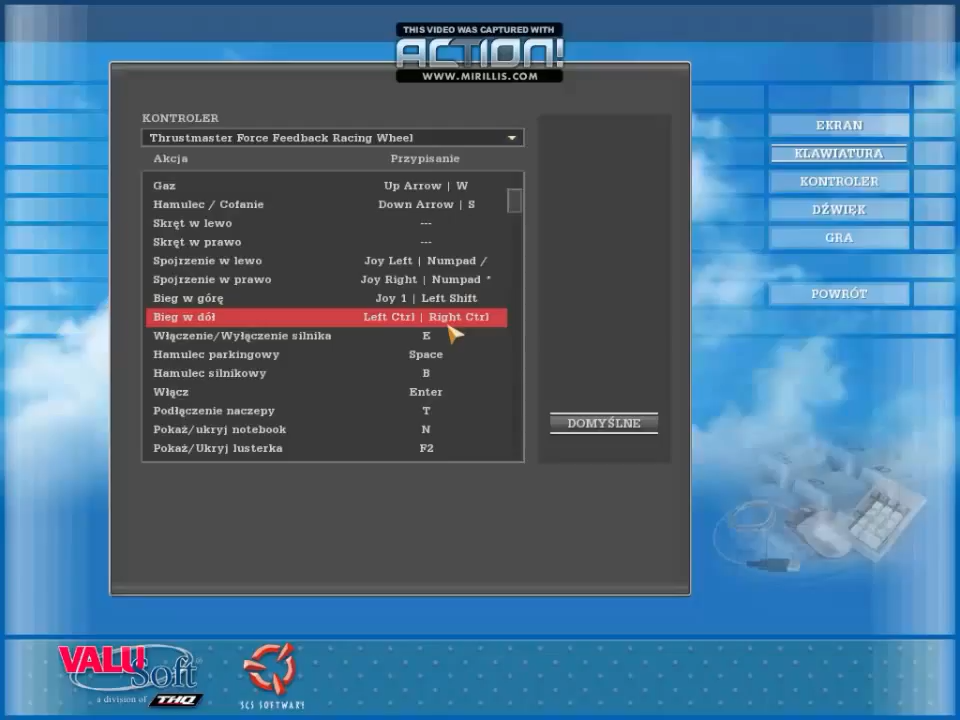 THIS VIDEO WAS CAPTURED WITH
ACTION!
WWW.MIRILLIS.COM
KONTROLER
Thrustmaster Force Feedback Racing Wheel
Akcja Przypisanie
Gaz Up Arrow | W
Hamulec / Cofanie Down Arrow | S
Skręt w lewo ---
Skręt w prawo ---
Spojrzenie w lewo Joy Left | Numpad /
Spojrzenie w prawo Joy Right | Numpad *
Bieg w górę Joy 1 | Left Shift
Bieg w dół Left Ctrl | Right Ctrl
Włączenie/Wyłączenie silnika E
Hamulec parkingowy Space
Hamulec silnikowy B
Włącz Enter
Podłączenie naczepy T
Pokaż/ukryj notebook N
Pokaż/Ukryj lusterka F2
DOMYŚLNE
EKRAN
KLAWIATURA
KONTROLER
DŹWIĘK
GRA
POWRÓT
VALUSoft
a division of THQ
SCS SOFTWARE